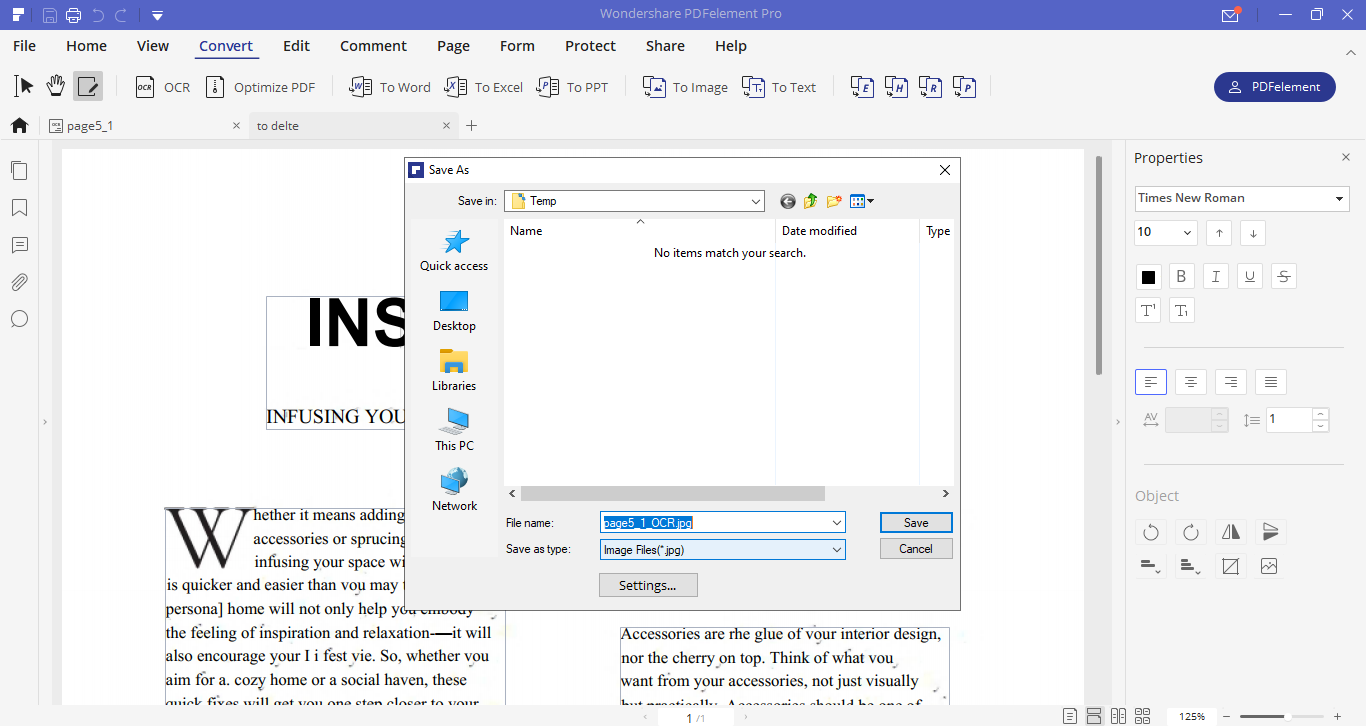 Wondershare PDFelement Pro
File Home View Convert Edit Comment Page Form Protect Share Help
OCR Optimize PDF To Word To Excel To PPT To Image To Text E H R P PDFelement
page5_1 to delte
Save As
Save in: Temp
Name Date modified Type
No items match your search.
Quick access
Desktop
Libraries
This PC
Network
File name: page5_1_OCR.jpg Save
Save as type: Image Files(*.jpg) Cancel
Settings...
INS
INFUSING YOU
W
hether it means adding
accessories or sprucing
infusing your space wi
is quicker and easier than vou may
persona] home will not only help you embody
the feeling of inspiration and relaxation-—it will
also encourage your I i fest vie. So, whether you
aim for a. cozy home or a social haven, these
quick fixes will get you one step closer to your
Accessories are rhe glue of vour interior design,
nor the cherry on top. Think of what vou
want from your accessories, not just visually
but practically. Accessories should be one of
Properties
Times New Roman
10
B I U S
T' T₁
AV 1
Object
1 /1
125%